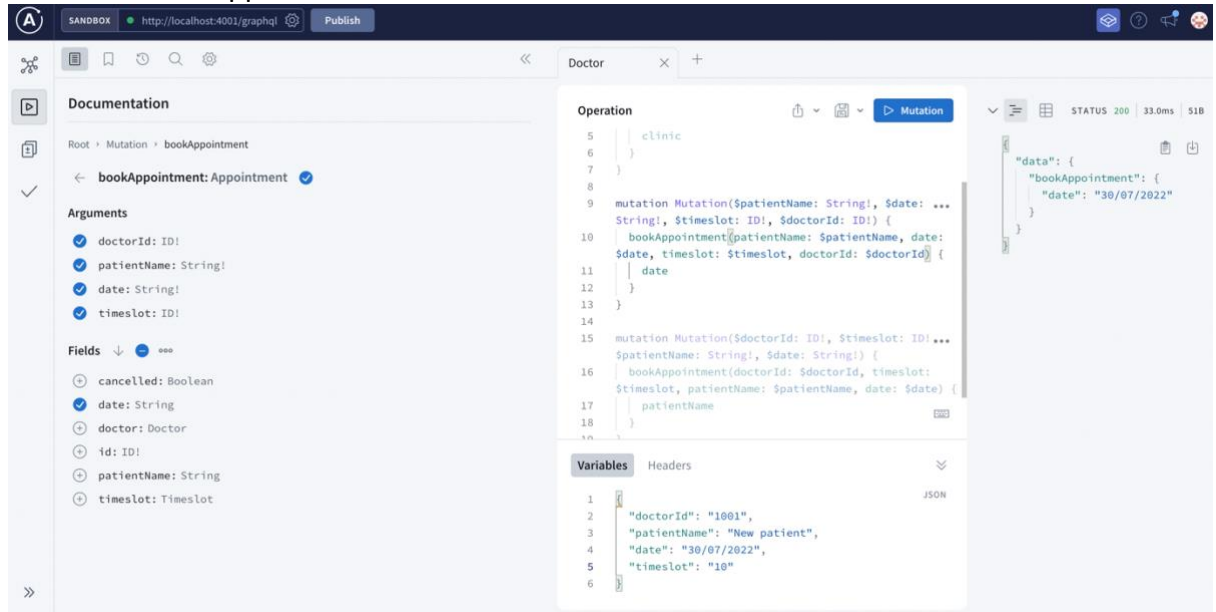 SANDBOX http://localhost:4001/graphql Publish
Documentation
Root › Mutation › bookAppointment
bookAppointment: Appointment
Arguments
doctorId: ID!
patientName: String!
date: String!
timeslot: ID!
Fields
cancelled: Boolean
date: String
doctor: Doctor
id: ID!
patientName: String
timeslot: Timeslot
Doctor
Operation
Mutation
5 clinic
6 }
7 }
8
9 mutation Mutation($patientName: String!, $date: ...
String!, $timeslot: ID!, $doctorId: ID!) {
10 bookAppointment(patientName: $patientName, date:
$date, timeslot: $timeslot, doctorId: $doctorId) {
11 date
12 }
13 }
14
15 mutation Mutation($doctorId: ID!, $timeslot: ID! ...
$patientName: String!, $date: String!) {
16 bookAppointment(doctorId: $doctorId, timeslot:
$timeslot, patientName: $patientName, date: $date) {
17 patientName
18 }
Variables Headers
JSON
1 {
2 "doctorId": "1001",
3 "patientName": "New patient",
4 "date": "30/07/2022",
5 "timeslot": "10"
6 }
STATUS 200 33.0ms 51B
{
"data": {
"bookAppointment": {
"date": "30/07/2022"
}
}
}